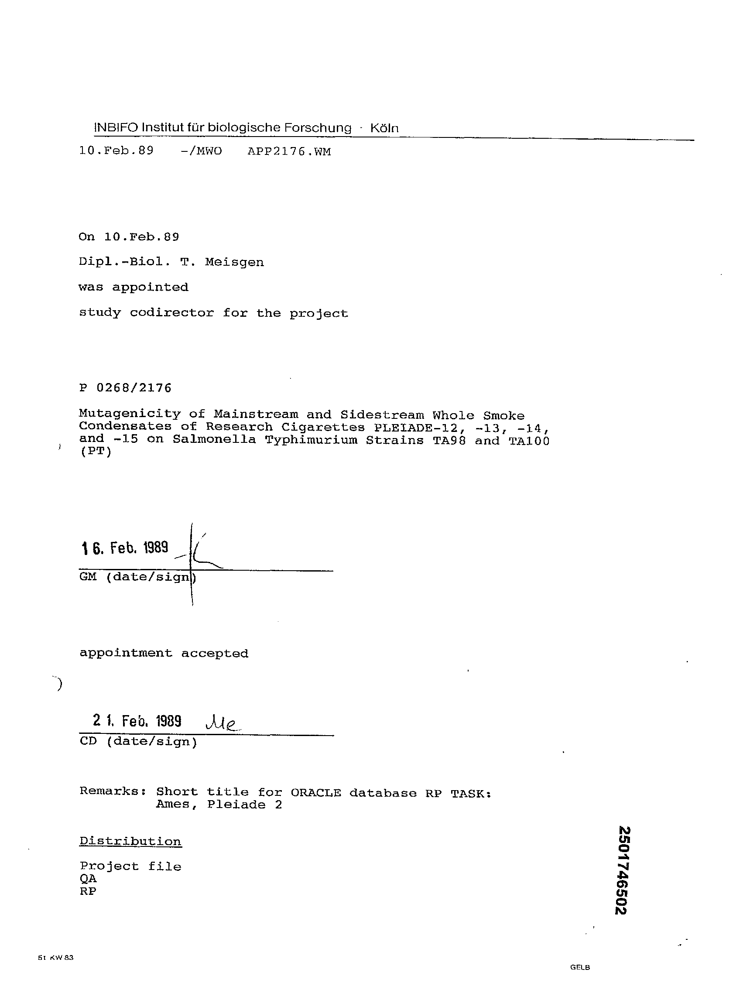 INBIFO Institut für biologische Forschung · Köln
10.Feb.89 -/MWO APP2176.WM
On 10.Feb.89
Dipl.-Biol. T. Meisgen
was appointed
study codirector for the project
P 0268/2176
Mutagenicity of Mainstream and Sidestream Whole Smoke
Condensates of Research Cigarettes PLEIADE-12, -13, -14,
and -15 on Salmonella Typhimurium Strains TA98 and TA100
(PT)
16. Feb. 1989
GM (date/sign)
appointment accepted
21. Feb. 1989 Me
CD (date/sign)
Remarks: Short title for ORACLE database RP TASK:
Ames, Pleiade 2
Distribution
Project file
QA
RP
2501746502
51 KW 83
GELB